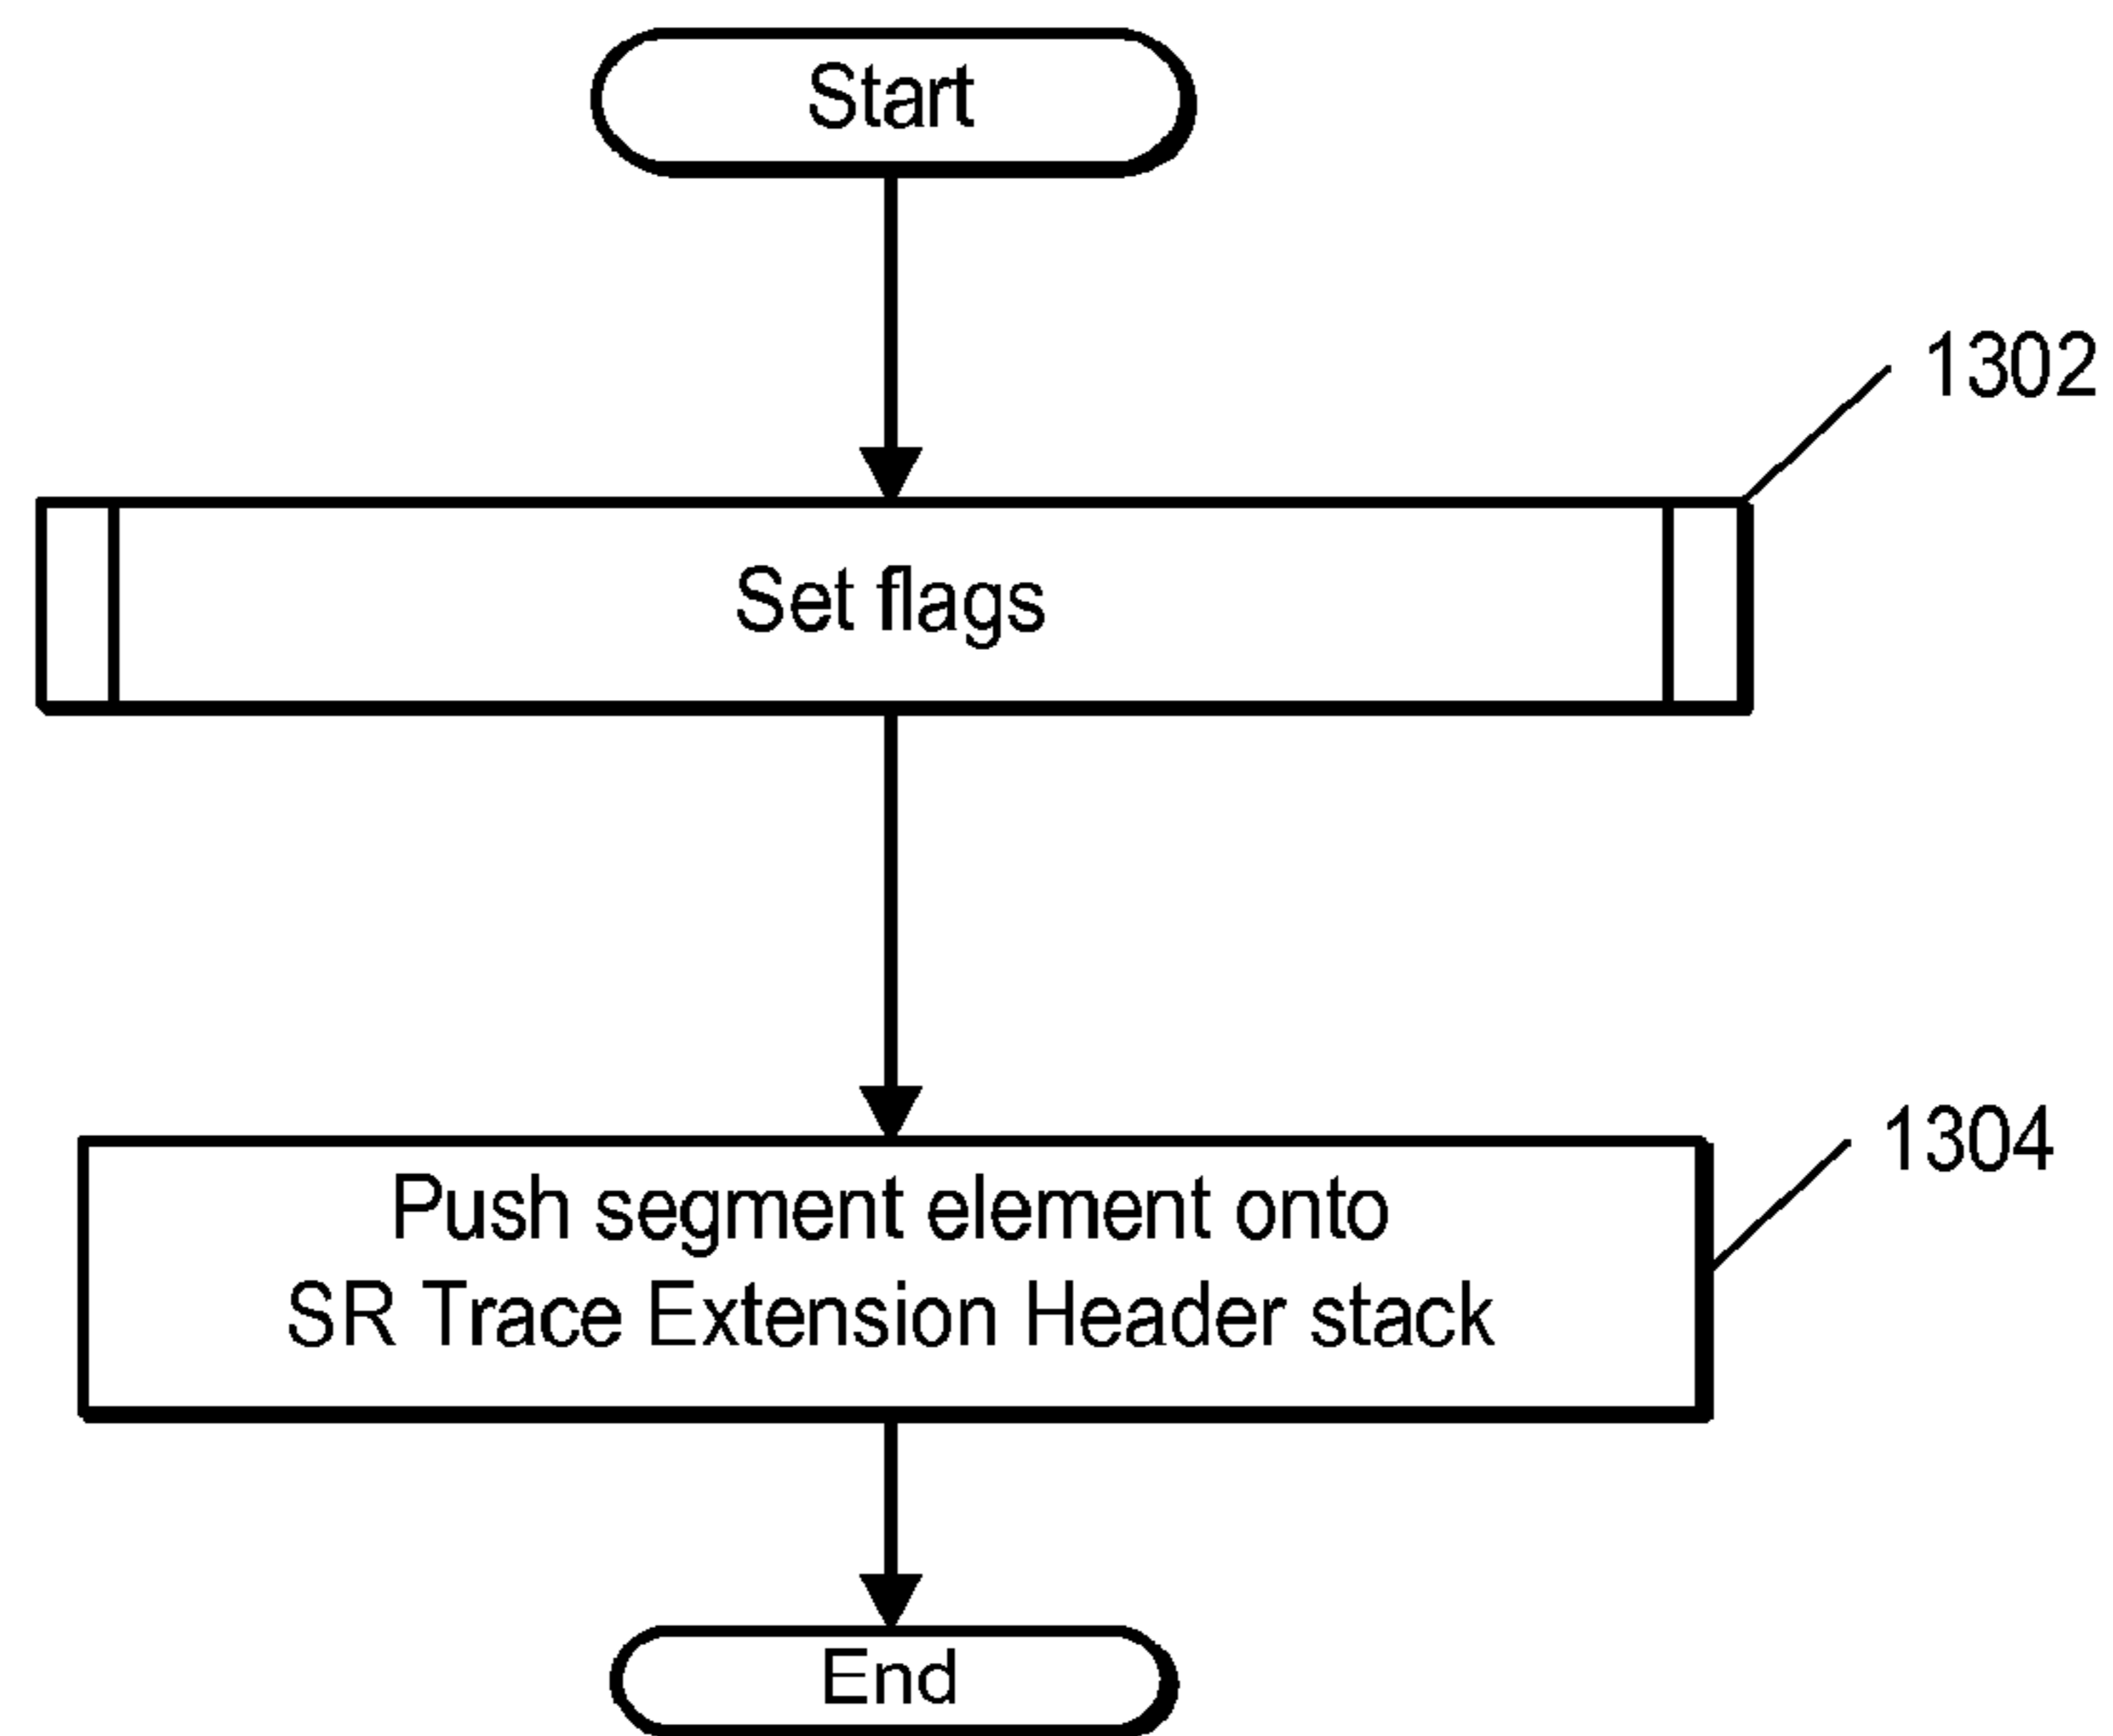 Start
1302
Set flags
1304
Push segment element onto
SR Trace Extension Header stack
End